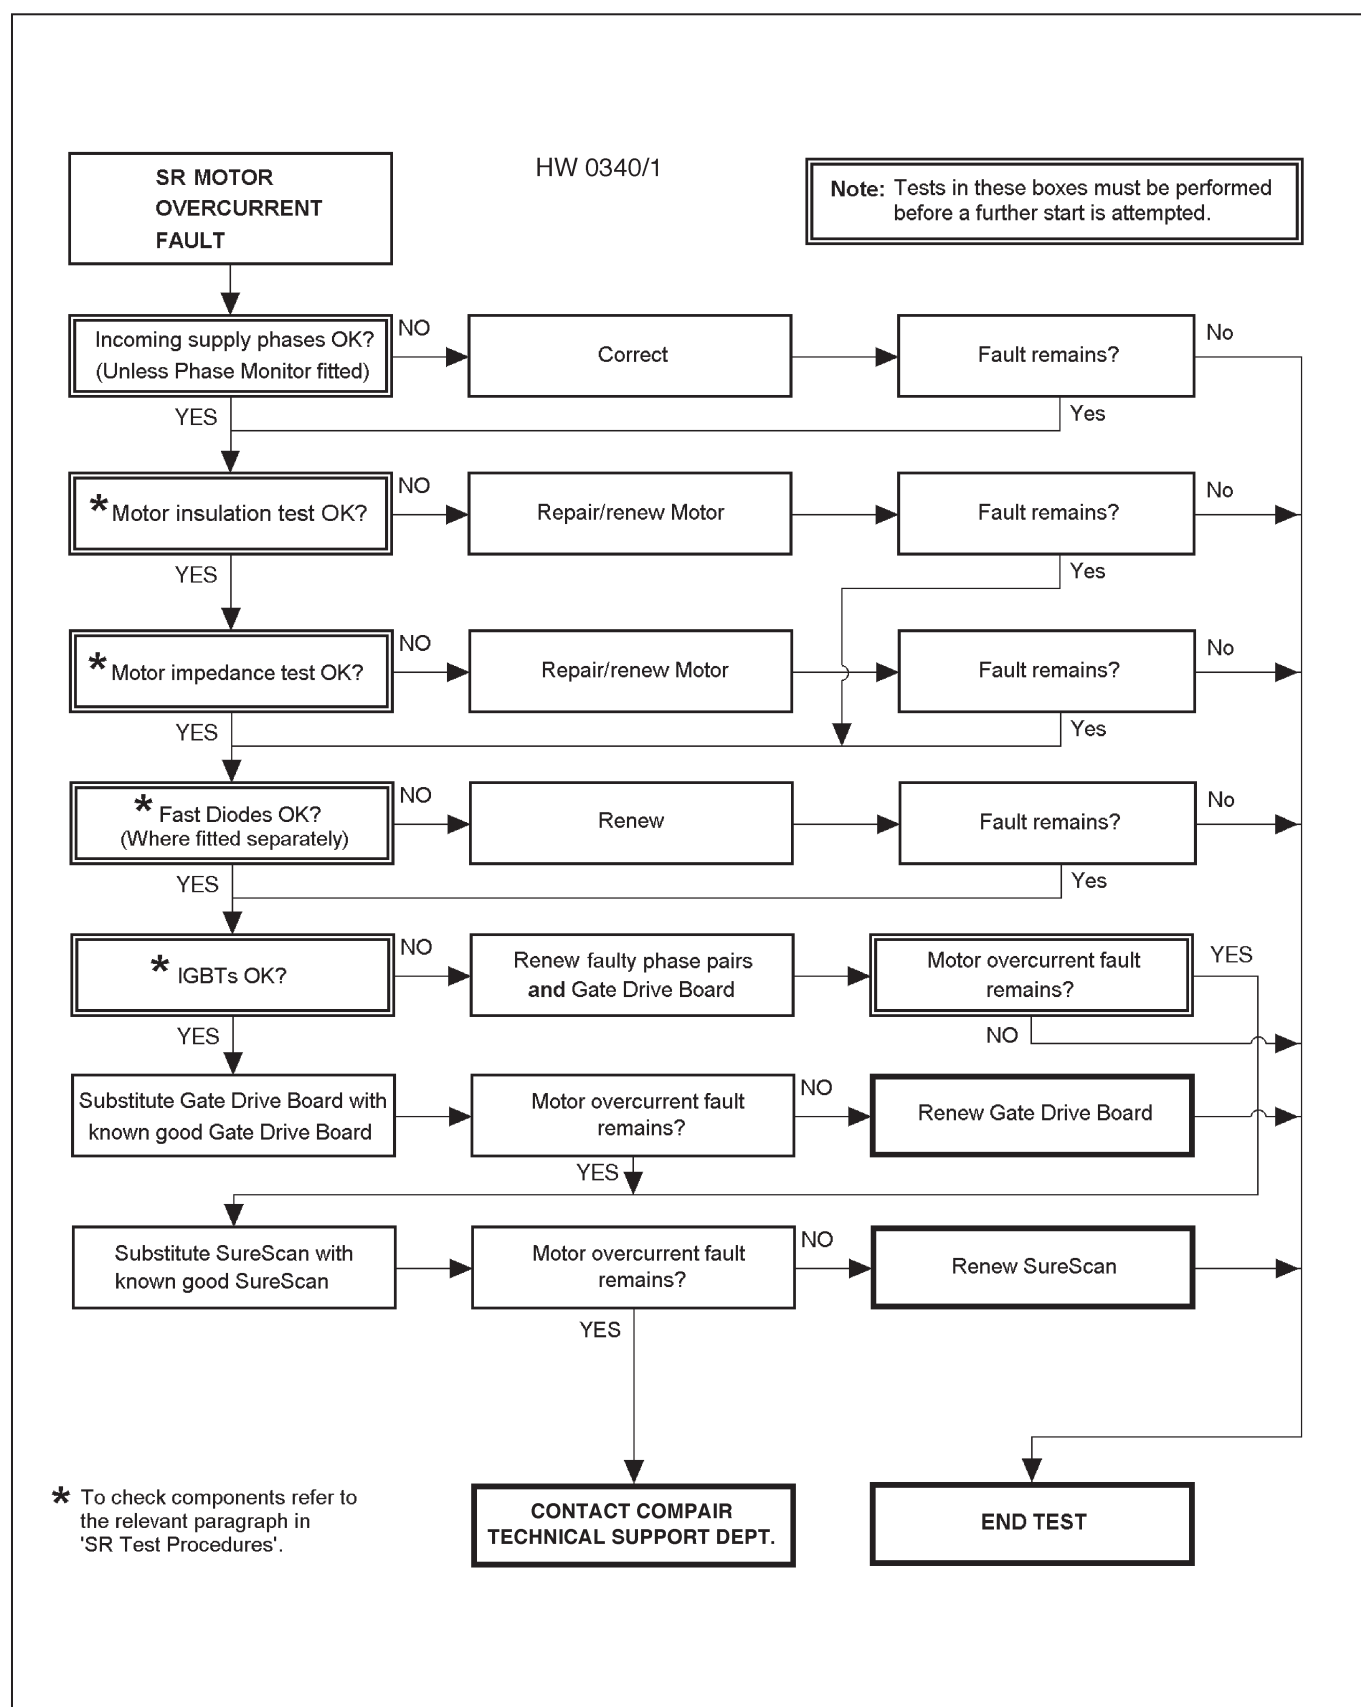 SR MOTOR
OVERCURRENT
FAULT
HW 0340/1
Note: Tests in these boxes must be performed
before a further start is attempted.
Incoming supply phases OK?
(Unless Phase Monitor fitted)
NO
Correct
Fault remains?
No
YES
Yes
* Motor insulation test OK?
NO
Repair/renew Motor
Fault remains?
No
YES
Yes
* Motor impedance test OK?
NO
Repair/renew Motor
Fault remains?
No
YES
Yes
* Fast Diodes OK?
(Where fitted separately)
NO
Renew
Fault remains?
No
YES
Yes
* IGBTs OK?
NO
Renew faulty phase pairs
and Gate Drive Board
Motor overcurrent fault
remains?
YES
YES
NO
Substitute Gate Drive Board with
known good Gate Drive Board
Motor overcurrent fault
remains?
NO
Renew Gate Drive Board
YES
Substitute SureScan with
known good SureScan
Motor overcurrent fault
remains?
NO
Renew SureScan
YES
* To check components refer to
the relevant paragraph in
'SR Test Procedures'.
CONTACT COMPAIR
TECHNICAL SUPPORT DEPT.
END TEST